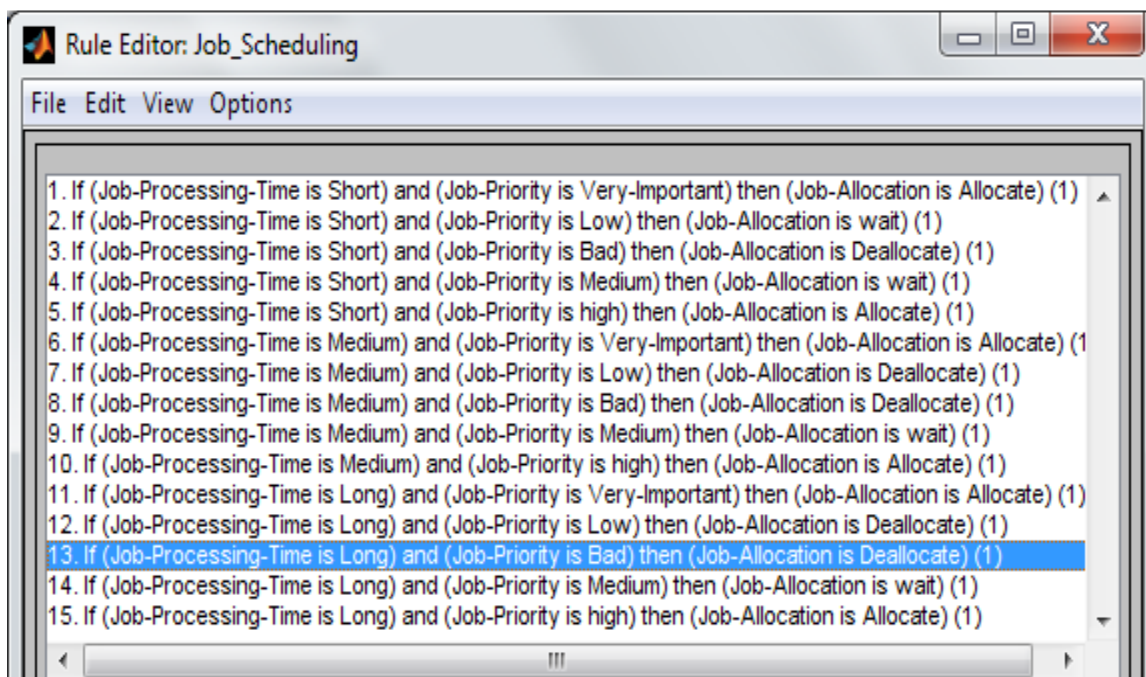 Rule Editor: Job_Scheduling
File Edit View Options
1. If (Job-Processing-Time is Short) and (Job-Priority is Very-Important) then (Job-Allocation is Allocate) (1)
2. If (Job-Processing-Time is Short) and (Job-Priority is Low) then (Job-Allocation is wait) (1)
3. If (Job-Processing-Time is Short) and (Job-Priority is Bad) then (Job-Allocation is Deallocate) (1)
4. If (Job-Processing-Time is Short) and (Job-Priority is Medium) then (Job-Allocation is wait) (1)
5. If (Job-Processing-Time is Short) and (Job-Priority is high) then (Job-Allocation is Allocate) (1)
6. If (Job-Processing-Time is Medium) and (Job-Priority is Very-Important) then (Job-Allocation is Allocate) (1
7. If (Job-Processing-Time is Medium) and (Job-Priority is Low) then (Job-Allocation is Deallocate) (1)
8. If (Job-Processing-Time is Medium) and (Job-Priority is Bad) then (Job-Allocation is Deallocate) (1)
9. If (Job-Processing-Time is Medium) and (Job-Priority is Medium) then (Job-Allocation is wait) (1)
10. If (Job-Processing-Time is Medium) and (Job-Priority is high) then (Job-Allocation is Allocate) (1)
11. If (Job-Processing-Time is Long) and (Job-Priority is Very-Important) then (Job-Allocation is Allocate) (1)
12. If (Job-Processing-Time is Long) and (Job-Priority is Low) then (Job-Allocation is Deallocate) (1)
13. If (Job-Processing-Time is Long) and (Job-Priority is Bad) then (Job-Allocation is Deallocate) (1)
14. If (Job-Processing-Time is Long) and (Job-Priority is Medium) then (Job-Allocation is wait) (1)
15. If (Job-Processing-Time is Long) and (Job-Priority is high) then (Job-Allocation is Allocate) (1)